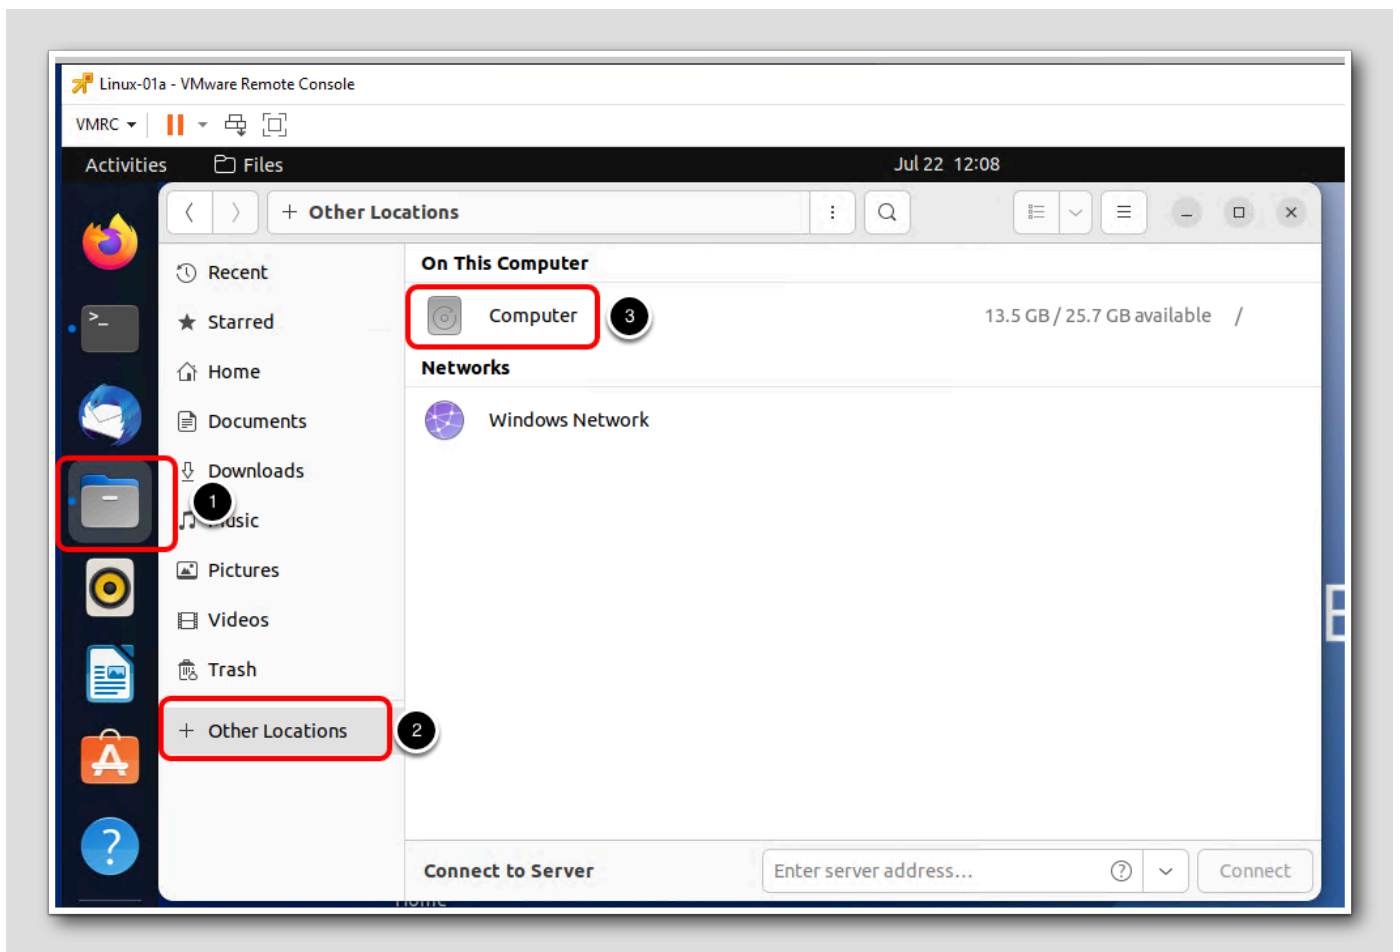 Linux-01a - VMware Remote Console
VMRC
Activities Files Jul 22 12:08
+ Other Locations
Recent
Starred
Home
Documents
Downloads
Music
Pictures
Videos
Trash
+ Other Locations
1
2
On This Computer
Computer 3 13.5 GB / 25.7 GB available /
Networks
Windows Network
Connect to Server Enter server address... ? Connect
Home